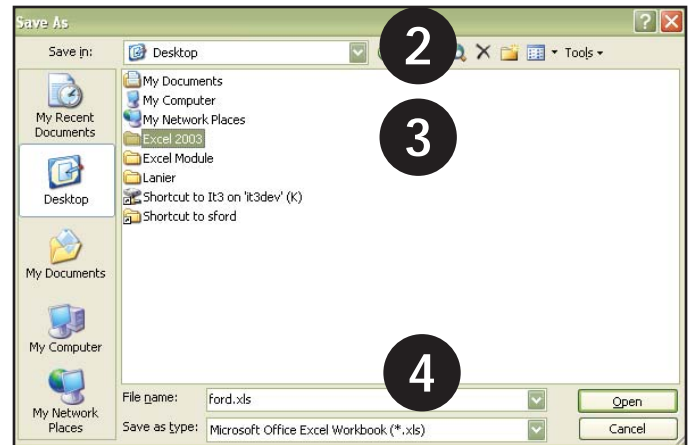 Save As
Save in: Desktop Tools
2
My Recent Documents
Desktop
My Documents
My Computer
My Network Places
My Documents
My Computer
My Network Places
Excel 2003
Excel Module
Lanier
Shortcut to It3 on 'it3dev' (K)
Shortcut to sford
3
4
File name: ford.xls Open
Save as type: Microsoft Office Excel Workbook (*.xls) Cancel